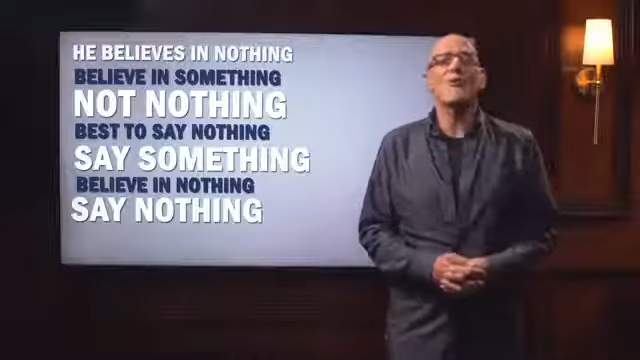 HE BELIEVES IN NOTHING
BELIEVE IN SOMETHING
NOT NOTHING
BEST TO SAY NOTHING
SAY SOMETHING
BELIEVE IN NOTHING
SAY NOTHING